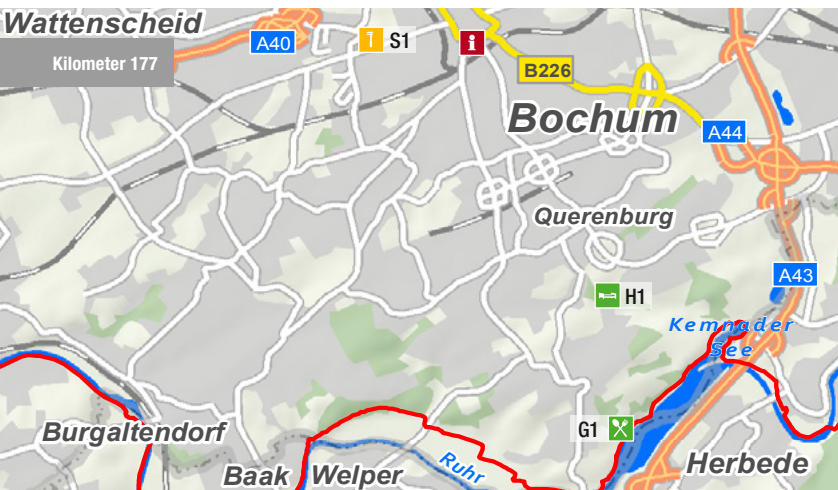 Wattenscheid
A40
S1
i
Kilometer 177
B226
Bochum
A44
Querenburg
A43
H1
Kemnader
See
G1
Burgaltendorf
Baak
Welper
Ruhr
Herbede